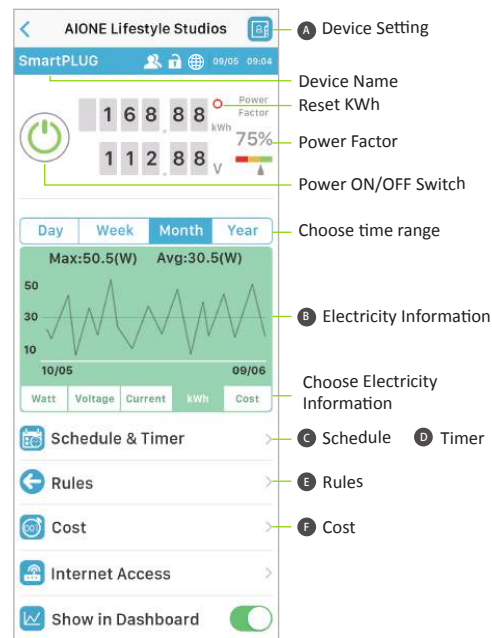 AIONE Lifestyle Studios
A Device Setting
SmartPLUG 09/05 09:04
Device Name
168.88 kWh
Reset KWh
Power Factor
75%
Power Factor
112.88 V
Power ON/OFF Switch
Day Week Month Year
Choose time range
Max:50.5(W) Avg:30.5(W)
50
30
10
10/05 09/06
B Electricity Information
Watt Voltage Current kWh Cost
Choose Electricity
Information
Schedule & Timer
C Schedule D Timer
Rules
E Rules
Cost
F Cost
Internet Access
Show in Dashboard